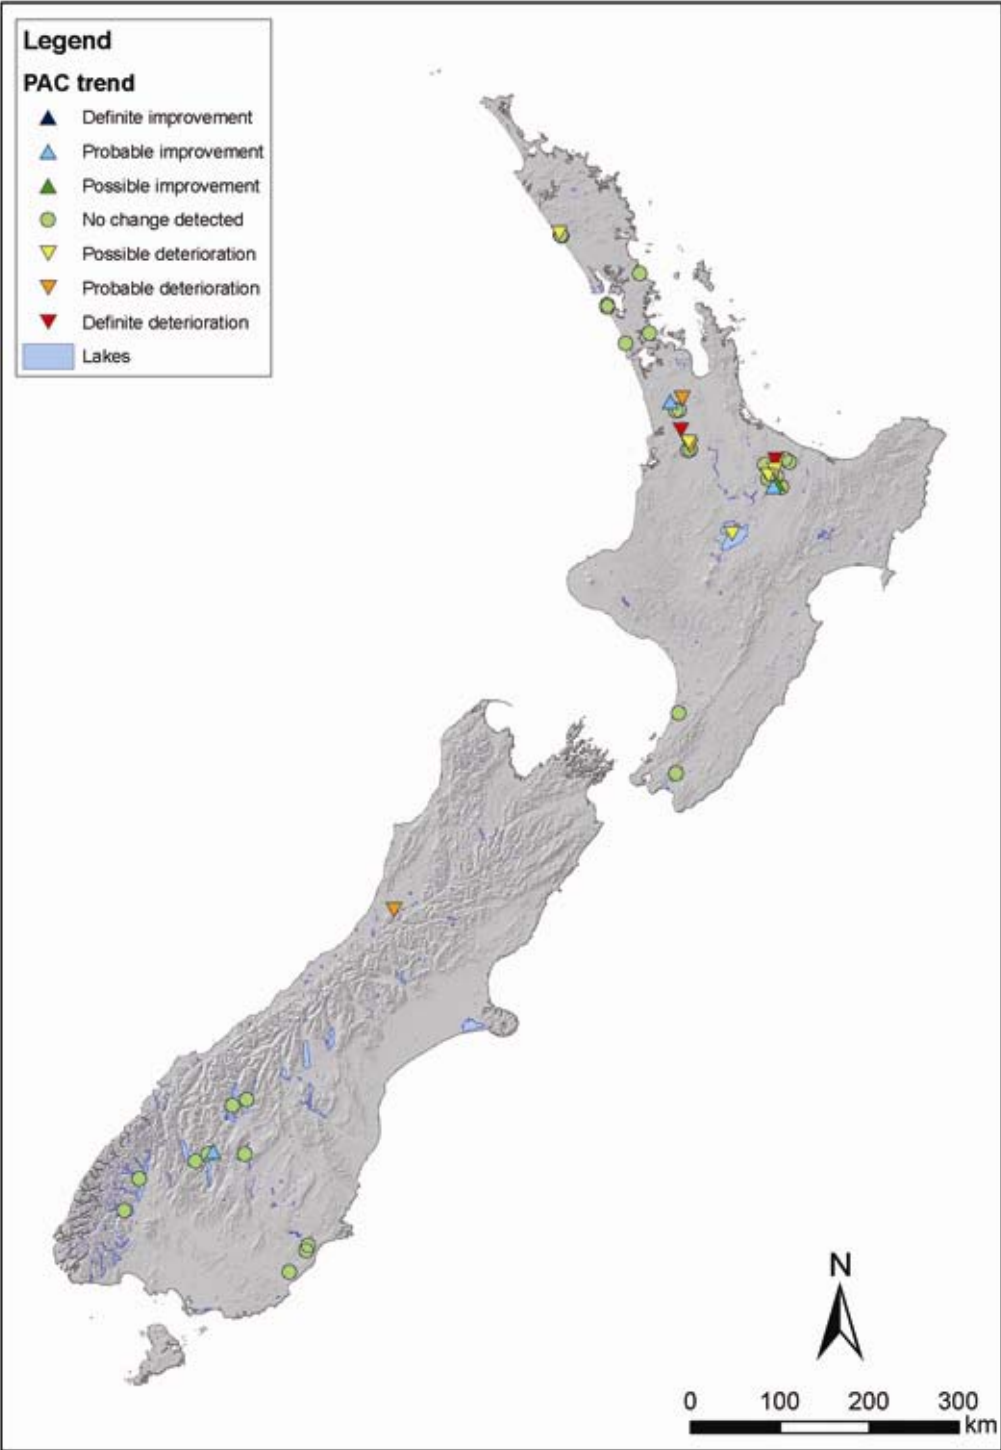 Legend
PAC trend
Definite improvement
Probable improvement
Possible improvement
No change detected
Possible deterioration
Probable deterioration
Definite deterioration
Lakes
N
0 100 200 300
km